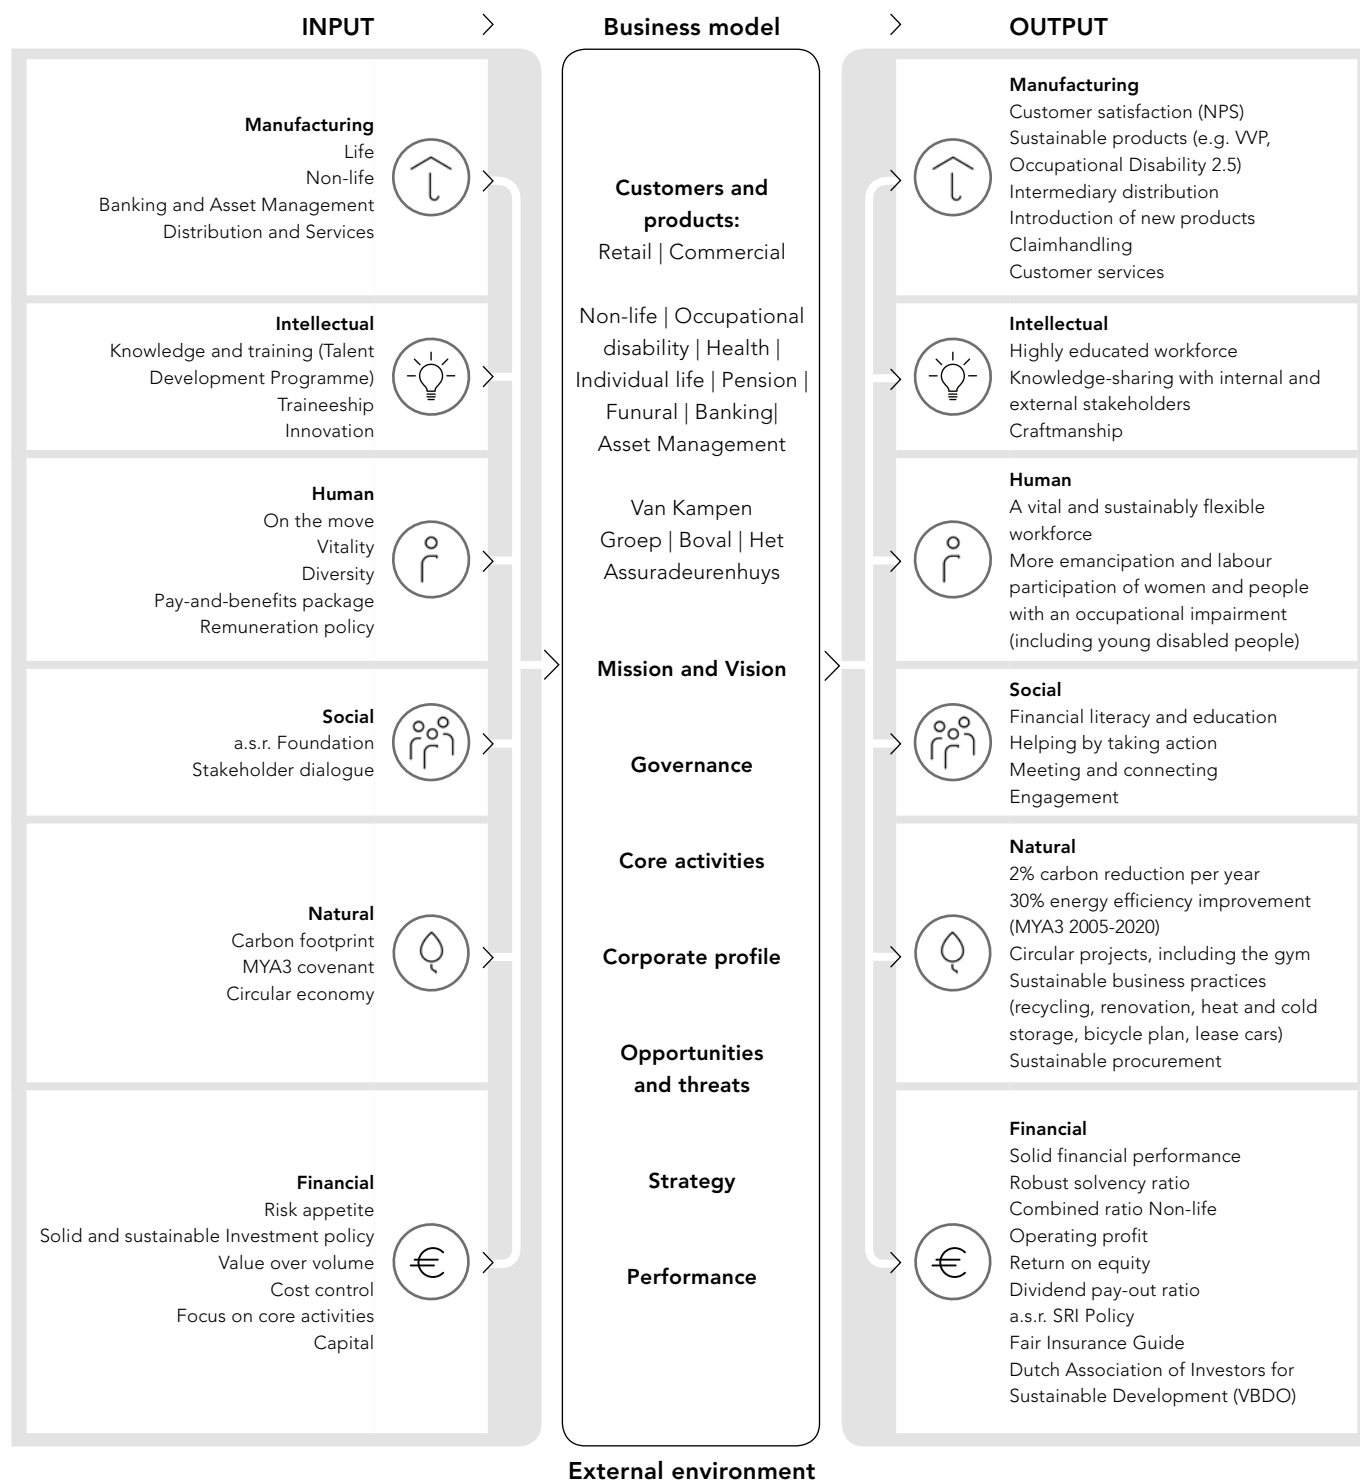 INPUT
Business model
OUTPUT
Manufacturing
Life
Non-life
Banking and Asset Management
Distribution and Services
Intellectual
Knowledge and training (Talent
Development Programme)
Traineeship
Innovation
Human
On the move
Vitality
Diversity
Pay-and-benefits package
Remuneration policy
Social
a.s.r. Foundation
Stakeholder dialogue
Natural
Carbon footprint
MYA3 covenant
Circular economy
Financial
Risk appetite
Solid and sustainable Investment policy
Value over volume
Cost control
Focus on core activities
Capital
Customers and
products:
Retail | Commercial
Non-life | Occupational
disability | Health |
Individual life | Pension |
Funural | Banking|
Asset Management
Van Kampen
Groep | Boval | Het
Assuradeurenhuys
Mission and Vision
Governance
Core activities
Corporate profile
Opportunities
and threats
Strategy
Performance
Manufacturing
Customer satisfaction (NPS)
Sustainable products (e.g. VVP,
Occupational Disability 2.5)
Intermediary distribution
Introduction of new products
Claimhandling
Customer services
Intellectual
Highly educated workforce
Knowledge-sharing with internal and
external stakeholders
Craftmanship
Human
A vital and sustainably flexible
workforce
More emancipation and labour
participation of women and people
with an occupational impairment
(including young disabled people)
Social
Financial literacy and education
Helping by taking action
Meeting and connecting
Engagement
Natural
2% carbon reduction per year
30% energy efficiency improvement
(MYA3 2005-2020)
Circular projects, including the gym
Sustainable business practices
(recycling, renovation, heat and cold
storage, bicycle plan, lease cars)
Sustainable procurement
Financial
Solid financial performance
Robust solvency ratio
Combined ratio Non-life
Operating profit
Return on equity
Dividend pay-out ratio
a.s.r. SRI Policy
Fair Insurance Guide
Dutch Association of Investors for
Sustainable Development (VBDO)
External environment